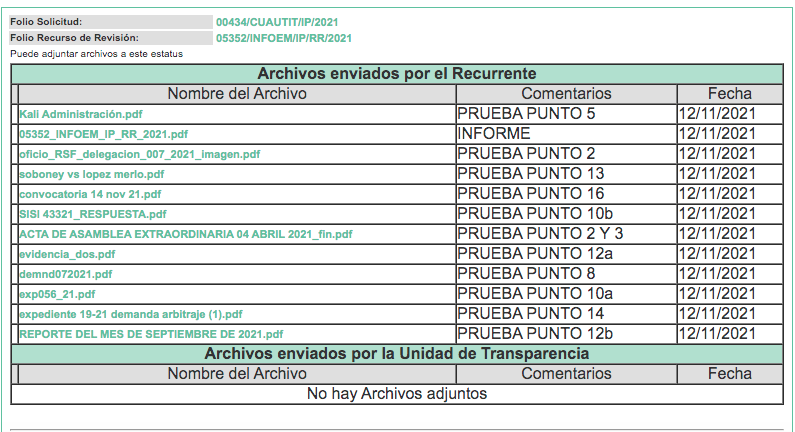 Folio Solicitud: 00434/CUAUTIT/IP/2021
Folio Recurso de Revisión: 05352/INFOEM/IP/RR/2021
Puede adjuntar archivos a este estatus
Archivos enviados por el Recurrente
Nombre del Archivo Comentarios Fecha
Kali Administración.pdf PRUEBA PUNTO 5 12/11/2021
05352_INFOEM_IP_RR_2021.pdf INFORME 12/11/2021
oficio_RSF_delegacion_007_2021_imagen.pdf PRUEBA PUNTO 2 12/11/2021
soboney vs lopez merlo.pdf PRUEBA PUNTO 13 12/11/2021
convocatoria 14 nov 21.pdf PRUEBA PUNTO 16 12/11/2021
SISI 43321_RESPUESTA.pdf PRUEBA PUNTO 10b 12/11/2021
ACTA DE ASAMBLEA EXTRAORDINARIA 04 ABRIL 2021_fin.pdf PRUEBA PUNTO 2 Y 3 12/11/2021
evidencia_dos.pdf PRUEBA PUNTO 12a 12/11/2021
demnd072021.pdf PRUEBA PUNTO 8 12/11/2021
exp056_21.pdf PRUEBA PUNTO 10a 12/11/2021
expediente 19-21 demanda arbitraje (1).pdf PRUEBA PUNTO 14 12/11/2021
REPORTE DEL MES DE SEPTIEMBRE DE 2021.pdf PRUEBA PUNTO 12b 12/11/2021
Archivos enviados por la Unidad de Transparencia
Nombre del Archivo Comentarios Fecha
No hay Archivos adjuntos